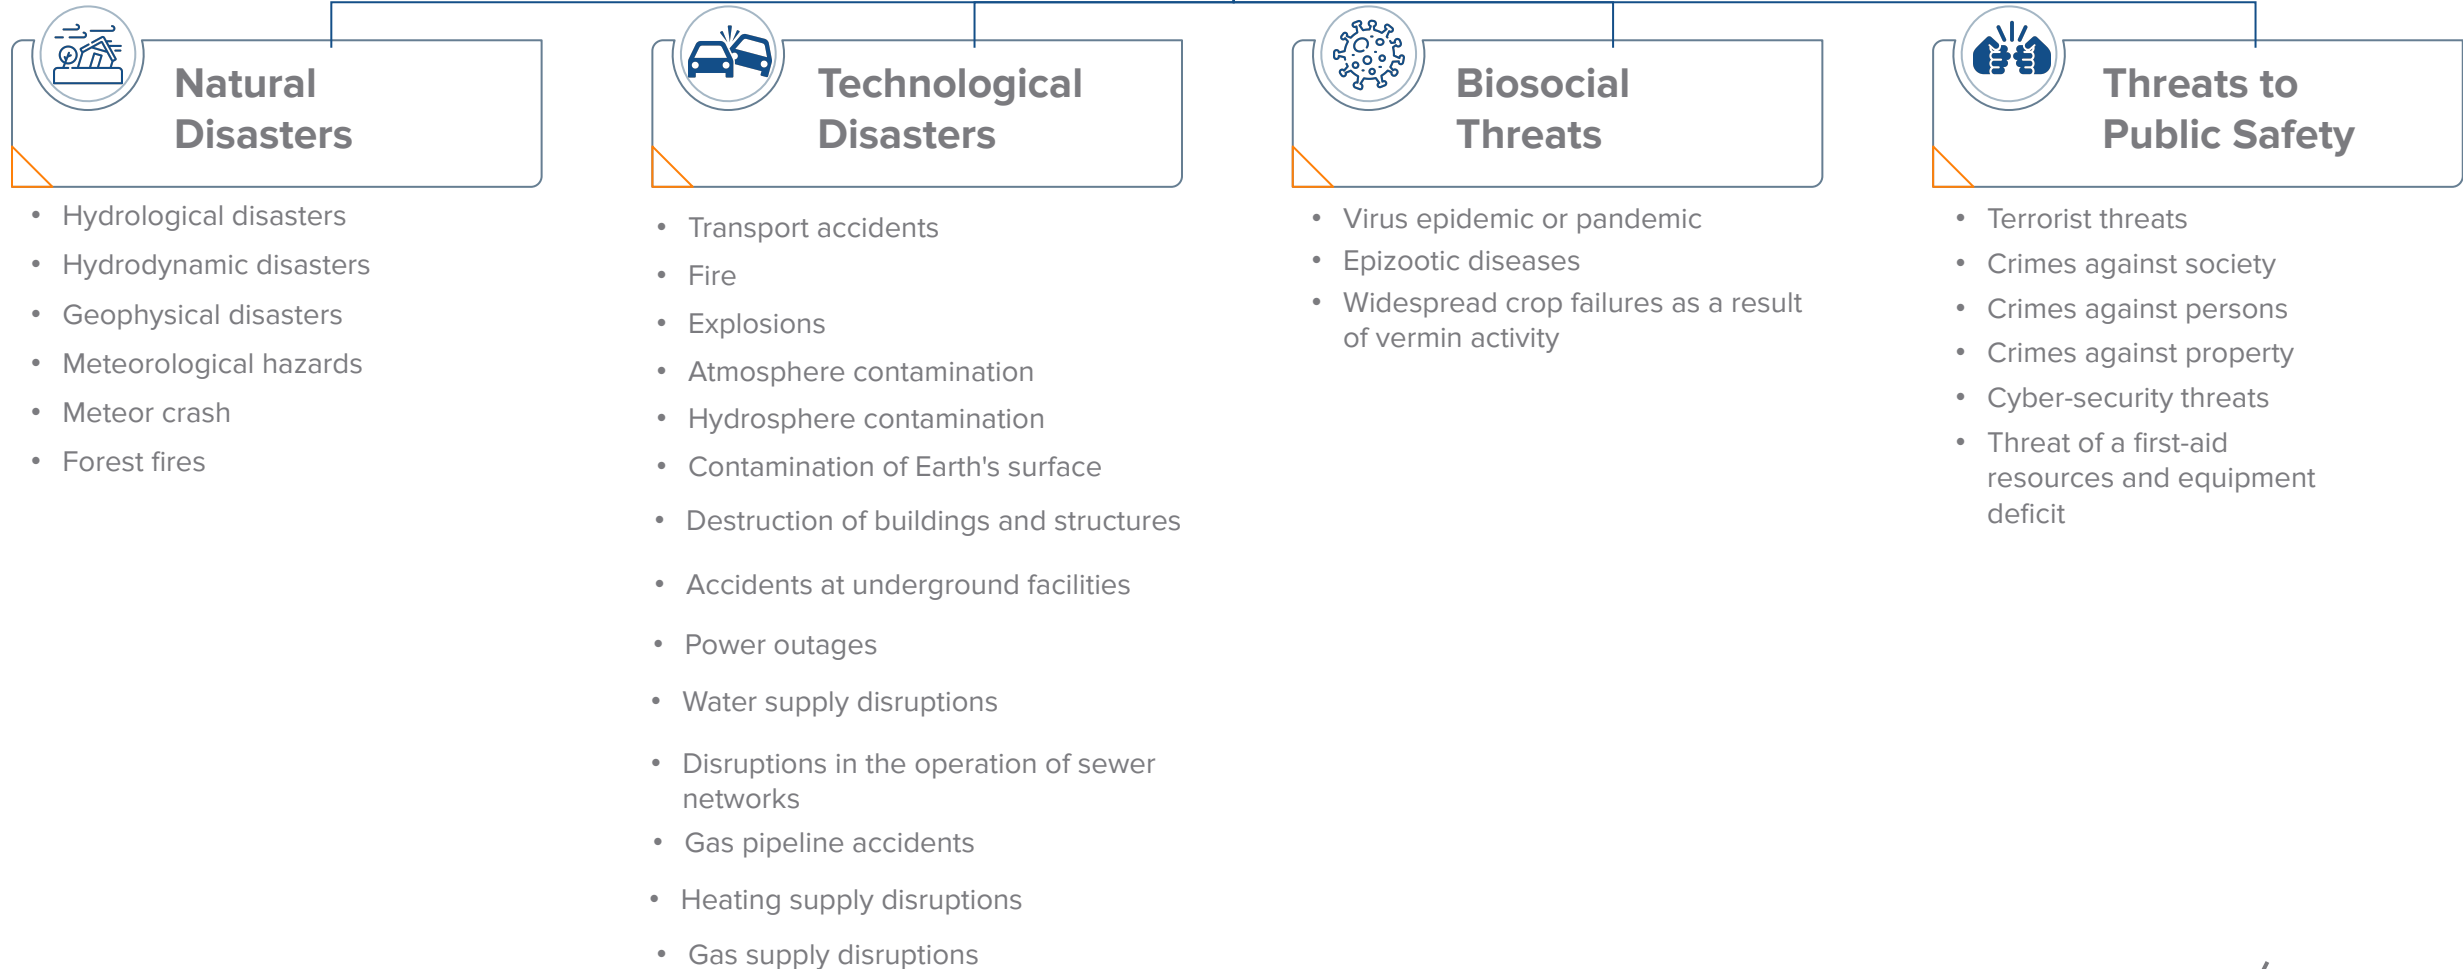 Natural
Disasters
• Hydrological disasters
• Hydrodynamic disasters
• Geophysical disasters
• Meteorological hazards
• Meteor crash
• Forest fires
Technological
Disasters
• Transport accidents
• Fire
• Explosions
• Atmosphere contamination
• Hydrosphere contamination
• Contamination of Earth's surface
• Destruction of buildings and structures
• Accidents at underground facilities
• Power outages
• Water supply disruptions
• Disruptions in the operation of sewer
networks
• Gas pipeline accidents
• Heating supply disruptions
• Gas supply disruptions
Biosocial
Threats
• Virus epidemic or pandemic
• Epizootic diseases
• Widespread crop failures as a result
of vermin activity
Threats to
Public Safety
• Terrorist threats
• Crimes against society
• Crimes against persons
• Crimes against property
• Cyber-security threats
• Threat of a first-aid
resources and equipment
deficit